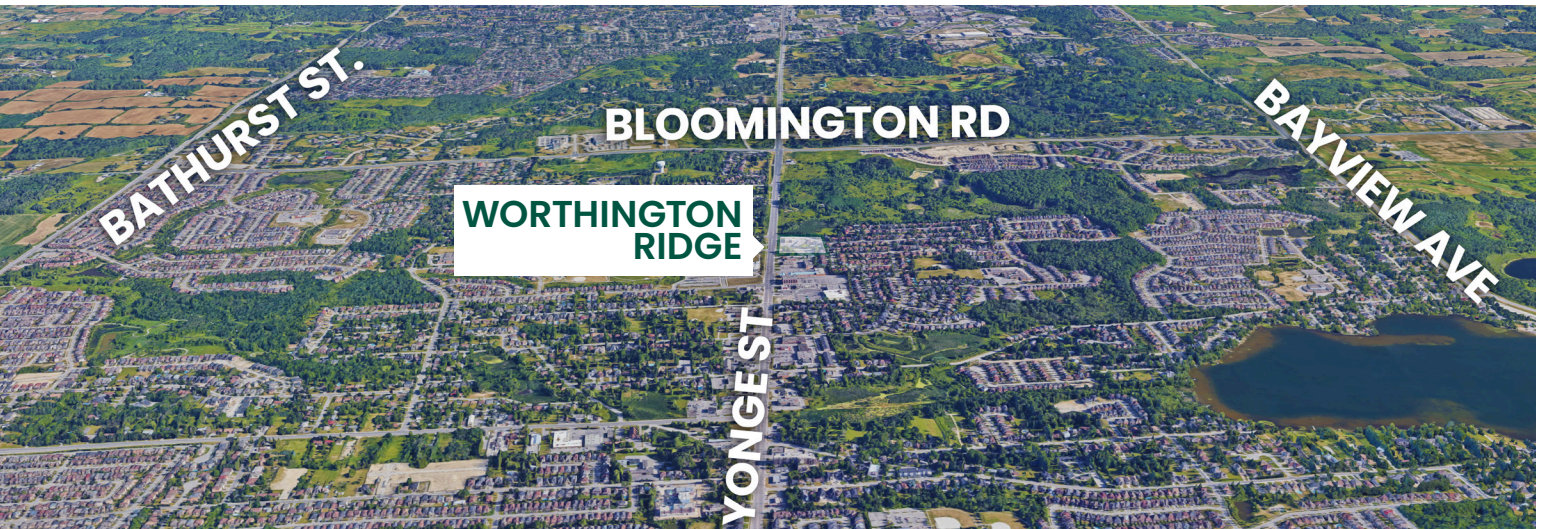 BATHURST ST.
BLOOMINGTON RD
BAYVIEW AVE
WORTHINGTON
RIDGE
YONGE ST